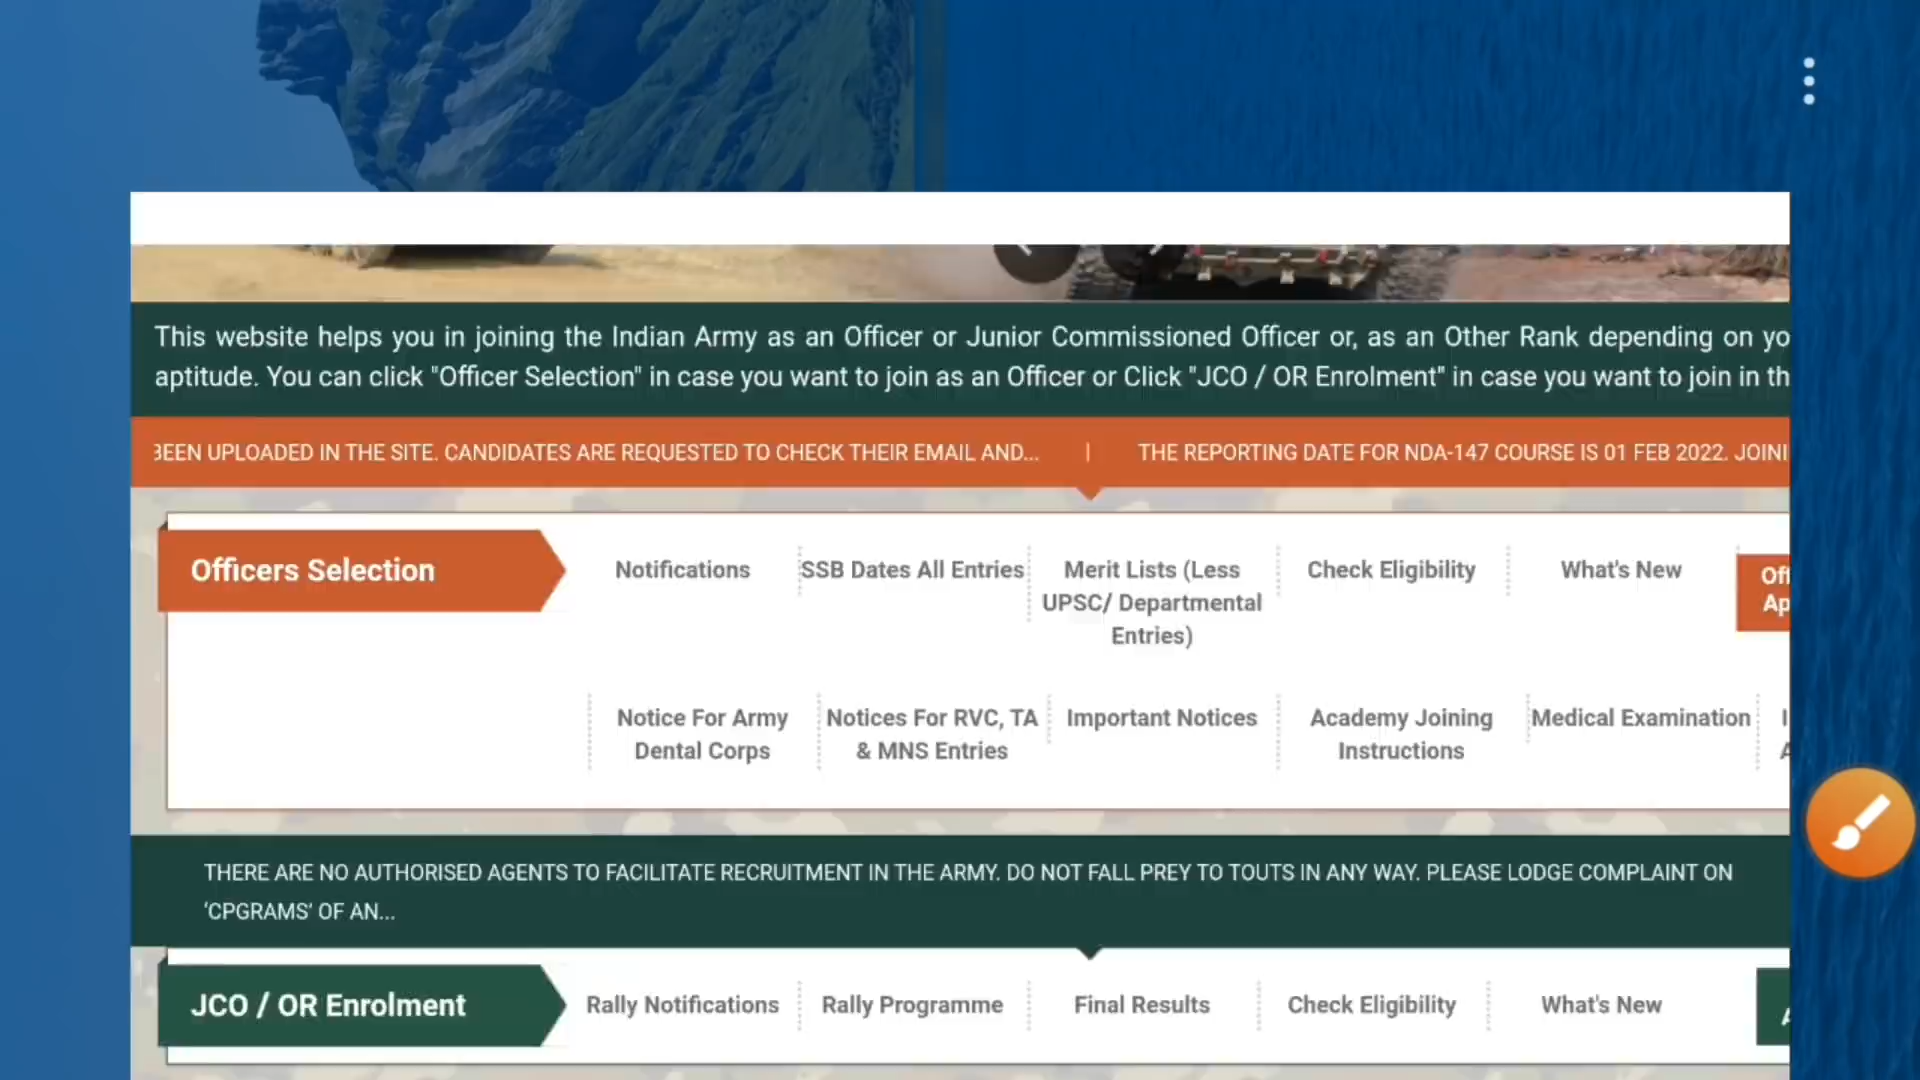 This website helps you in joining the Indian Army as an Officer or Junior Commissioned Officer or, as an Other Rank depending on yo
aptitude. You can click "Officer Selection" in case you want to join as an Officer or Click "JCO / OR Enrolment" in case you want to join in th
BEEN UPLOADED IN THE SITE. CANDIDATES ARE REQUESTED TO CHECK THEIR EMAIL AND... | THE REPORTING DATE FOR NDA-147 COURSE IS 01 FEB 2022. JOINI
Officers Selection
Notifications
SSB Dates All Entries
Merit Lists (Less
UPSC/ Departmental
Entries)
Check Eligibility
What's New
Off
Ap
Notice For Army
Dental Corps
Notices For RVC, TA
& MNS Entries
Important Notices
Academy Joining
Instructions
Medical Examination
THERE ARE NO AUTHORISED AGENTS TO FACILITATE RECRUITMENT IN THE ARMY. DO NOT FALL PREY TO TOUTS IN ANY WAY. PLEASE LODGE COMPLAINT ON
‘CPGRAMS’ OF AN...
JCO / OR Enrolment
Rally Notifications
Rally Programme
Final Results
Check Eligibility
What's New